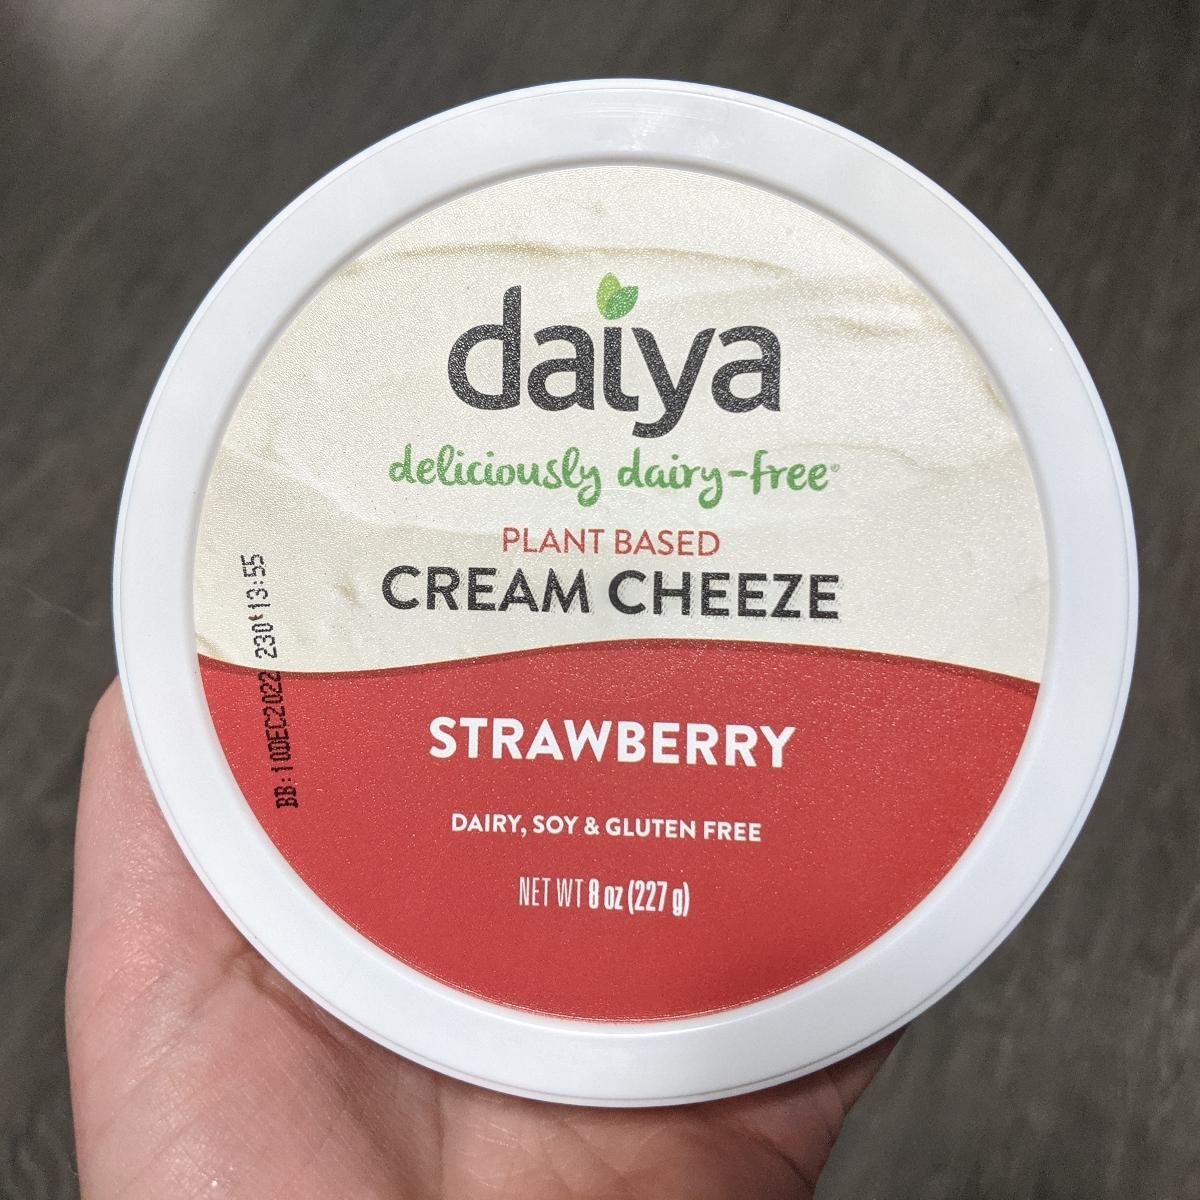 daiya
deliciously dairy-free®
PLANT BASED
CREAM CHEEZE
STRAWBERRY
DAIRY, SOY & GLUTEN FREE
NET WT 8 oz (227 g)
BB:10DEC2022 230 13:55